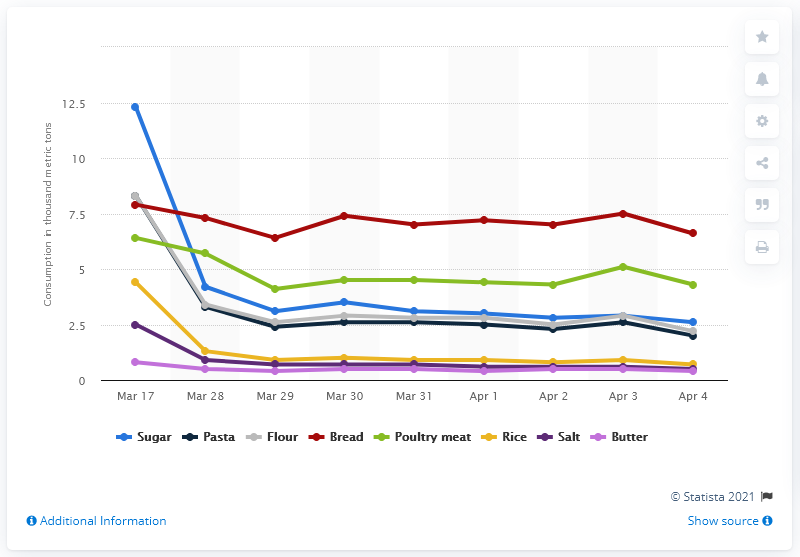 Consumption in thousand metric tons
12.5
10
7.5
5
2.5
0
Mar 17 Mar 28 Mar 29 Mar 30 Mar 31 Apr 1 Apr 2 Apr 3 Apr 4
Sugar Pasta Flour Bread Poultry meat Rice Salt Butter
© Statista 2021
Additional Information Show source